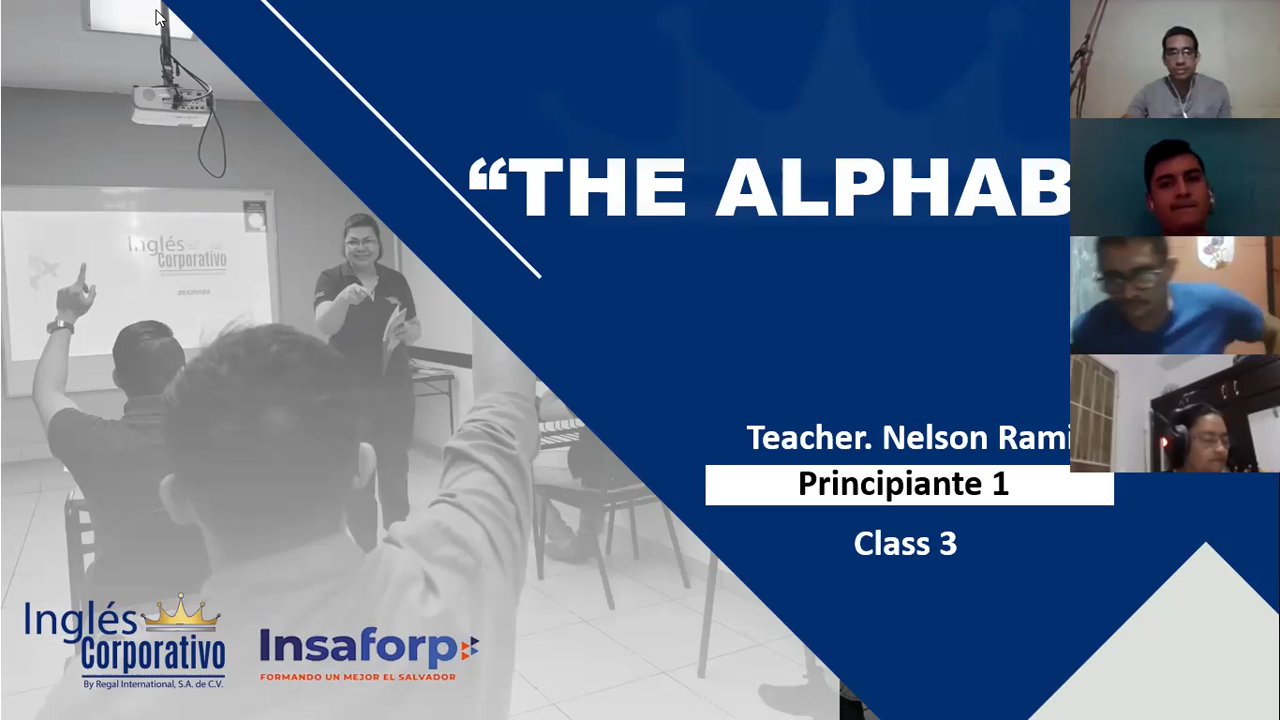 “THE ALPHAB
Teacher. Nelson Rami
Principiante 1
Class 3
Inglés
Corporativo
Inglés
Corporativo
By Regal International, S.A. de C.V.
Insaforp
FORMANDO UN MEJOR EL SALVADOR